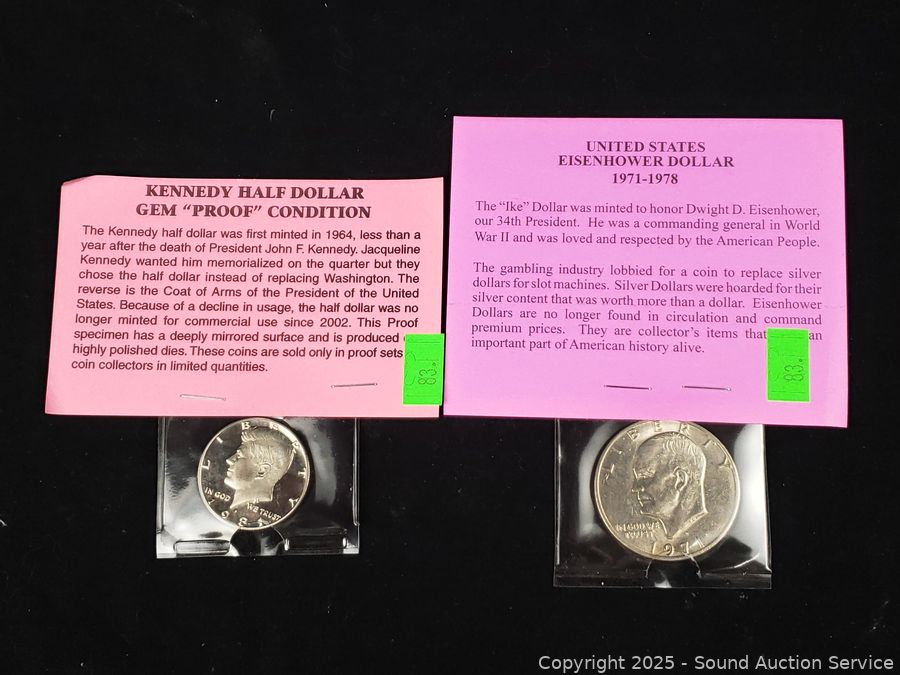 KENNEDY HALF DOLLAR
GEM “PROOF” CONDITION
The Kennedy half dollar was first minted in 1964, less than a
year after the death of President John F. Kennedy. Jacqueline
Kennedy wanted him memorialized on the quarter but they
chose the half dollar instead of replacing Washington. The
reverse is the Coat of Arms of the President of the United
States. Because of a decline in usage, the half dollar was no
longer minted for commercial use since 2002. This Proof
specimen has a deeply mirrored surface and is produced
highly polished dies. These coins are sold only in proof sets
coin collectors in limited quantities.
83.
LIBERTY
IN GOD WE TRUST
UNITED STATES
EISENHOWER DOLLAR
1971-1978
The “Ike” Dollar was minted to honor Dwight D. Eisenhower,
our 34th President. He was a commanding general in World
War II and was loved and respected by the American People.
The gambling industry lobbied for a coin to replace silver
dollars for slot machines. Silver Dollars were hoarded for their
silver content that was worth more than a dollar. Eisenhower
Dollars are no longer found in circulation and command
premium prices. They are collector's items that an
important part of American history alive.
83.
LIBERTY
IN GOD WE
TRUST
1971
Copyright © 2025 - Sound Auction Service